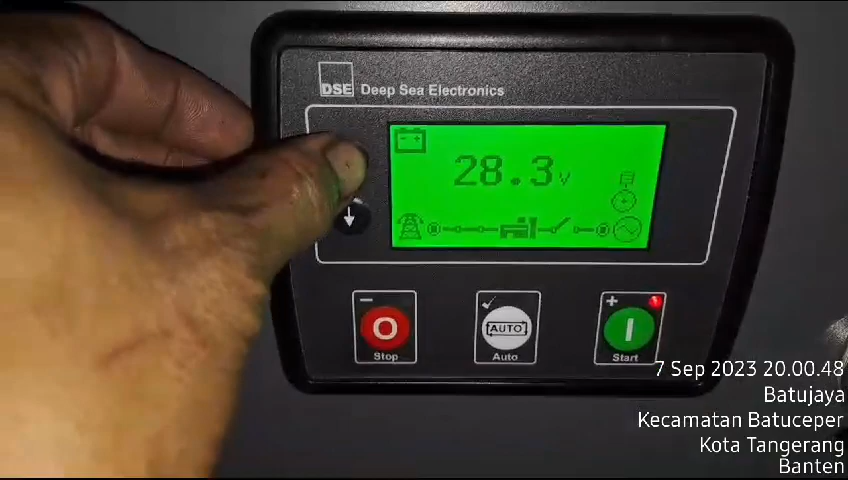 DSE Deep Sea Electronics
28.3 V
Stop
AUTO
Auto
Start
7 Sep 2023 20.00.48
Batujaya
Kecamatan Batuceper
Kota Tangerang
Banten